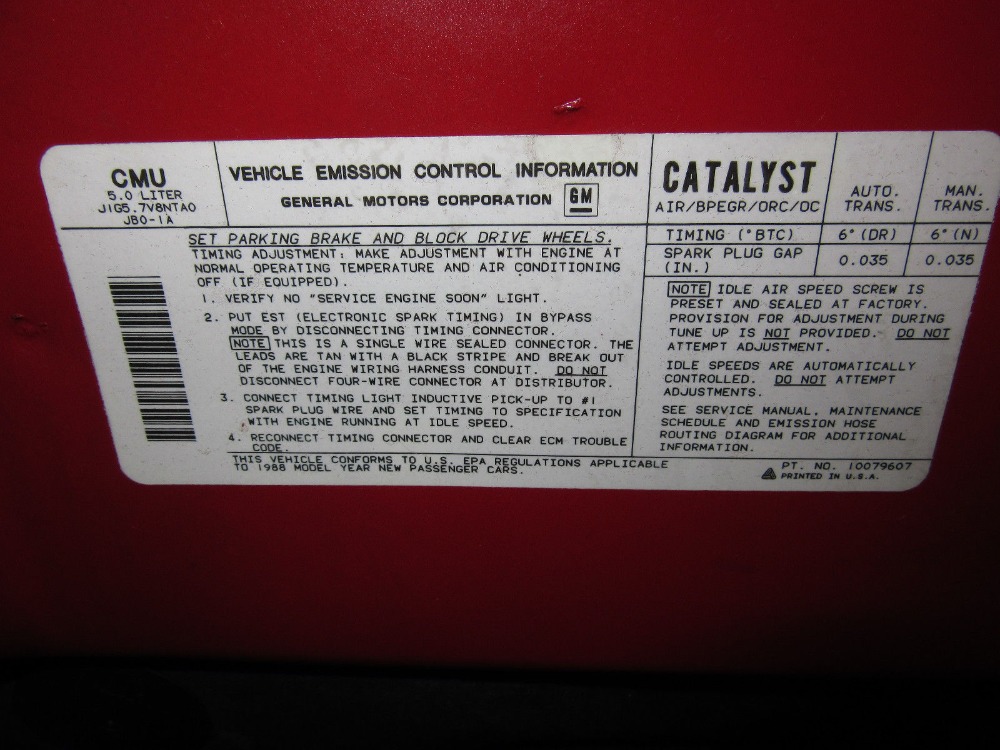 CMU
5.0 LITER
J1G5.7V8NTA0
JB0-1A
VEHICLE EMISSION CONTROL INFORMATION
GENERAL MOTORS CORPORATION GM
CATALYST
AIR/BPEGR/ORC/OC
AUTO. TRANS.
MAN. TRANS.
TIMING (°BTC) 6° (DR) 6° (N)
SPARK PLUG GAP (IN.) 0.035 0.035
SET PARKING BRAKE AND BLOCK DRIVE WHEELS.
TIMING ADJUSTMENT: MAKE ADJUSTMENT WITH ENGINE AT
NORMAL OPERATING TEMPERATURE AND AIR CONDITIONING
OFF (IF EQUIPPED).
1. VERIFY NO "SERVICE ENGINE SOON" LIGHT.
2. PUT EST (ELECTRONIC SPARK TIMING) IN BYPASS
MODE BY DISCONNECTING TIMING CONNECTOR.
NOTE THIS IS A SINGLE WIRE SEALED CONNECTOR. THE
LEADS ARE TAN WITH A BLACK STRIPE AND BREAK OUT
OF THE ENGINE WIRING HARNESS CONDUIT. DO NOT
DISCONNECT FOUR-WIRE CONNECTOR AT DISTRIBUTOR.
3. CONNECT TIMING LIGHT INDUCTIVE PICK-UP TO #1
SPARK PLUG WIRE AND SET TIMING TO SPECIFICATION
WITH ENGINE RUNNING AT IDLE SPEED.
4. RECONNECT TIMING CONNECTOR AND CLEAR ECM TROUBLE
CODE.
NOTE IDLE AIR SPEED SCREW IS
PRESET AND SEALED AT FACTORY.
PROVISION FOR ADJUSTMENT DURING
TUNE UP IS NOT PROVIDED. DO NOT
ATTEMPT ADJUSTMENT.
IDLE SPEEDS ARE AUTOMATICALLY
CONTROLLED. DO NOT ATTEMPT
ADJUSTMENTS.
SEE SERVICE MANUAL, MAINTENANCE
SCHEDULE AND EMISSION HOSE
ROUTING DIAGRAM FOR ADDITIONAL
INFORMATION.
THIS VEHICLE CONFORMS TO U.S. EPA REGULATIONS APPLICABLE
TO 1988 MODEL YEAR NEW PASSENGER CARS.
PT. NO. 10079607
PRINTED IN U.S.A.